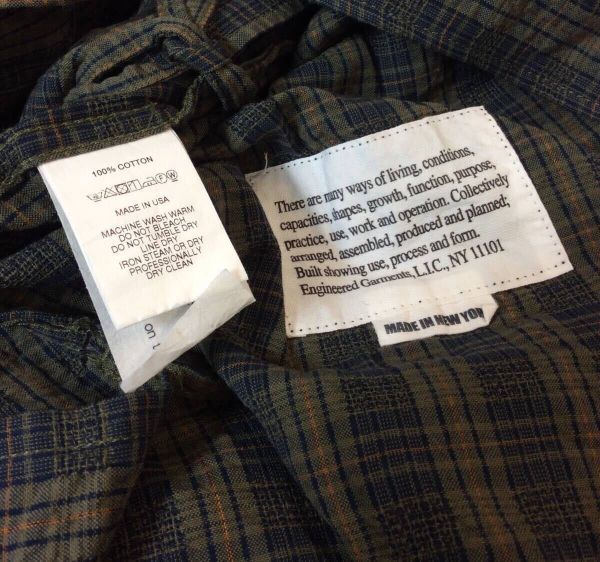 100% COTTON
MADE IN USA
MACHINE WASH WARM
DO NOT BLEACH
DO NOT TUMBLE DRY
LINE DRY
IRON STEAM OR DRY
PROFESSIONALLY
DRY CLEAN
There are many ways of living, conditions,
capacities, shapes, growth, function, purpose,
practice, use, work and operation. Collectively
arranged, assembled, produced and planned;
Built showing use, process and form.
Engineered Garments, L.I.C., NY 11101
MADE IN NEW YORK